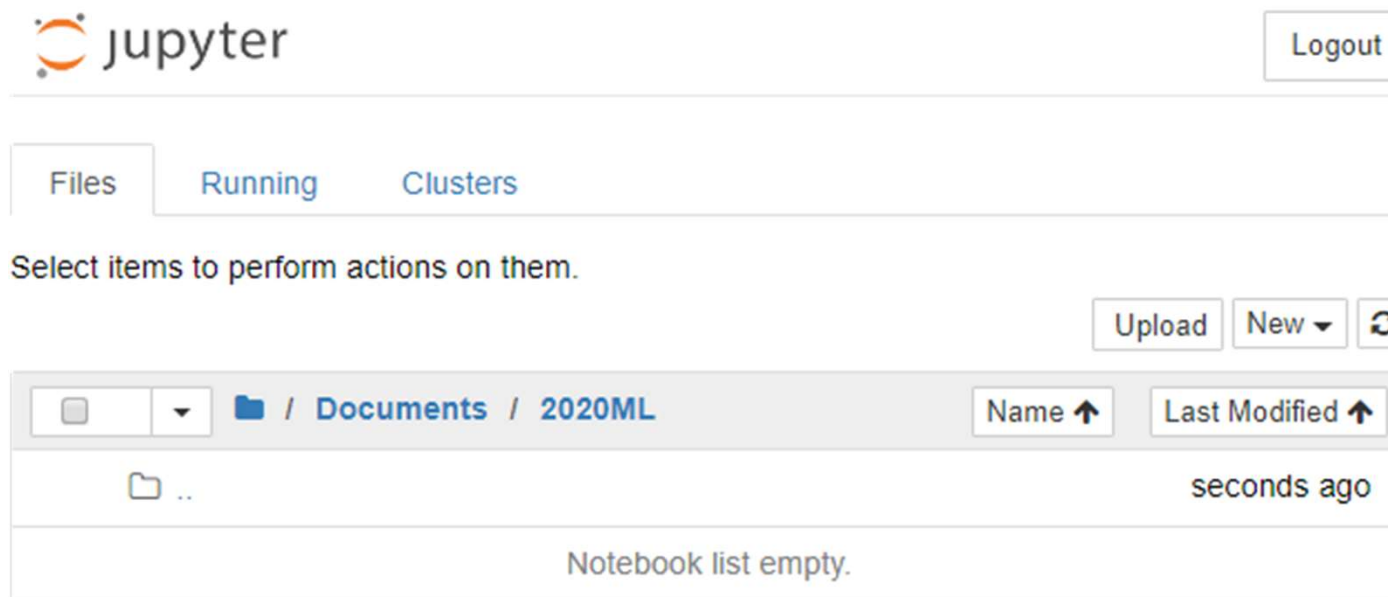 jupyter
Logout
Files Running Clusters
Select items to perform actions on them.
Upload New
/ Documents / 2020ML Name Last Modified
.. seconds ago
Notebook list empty.